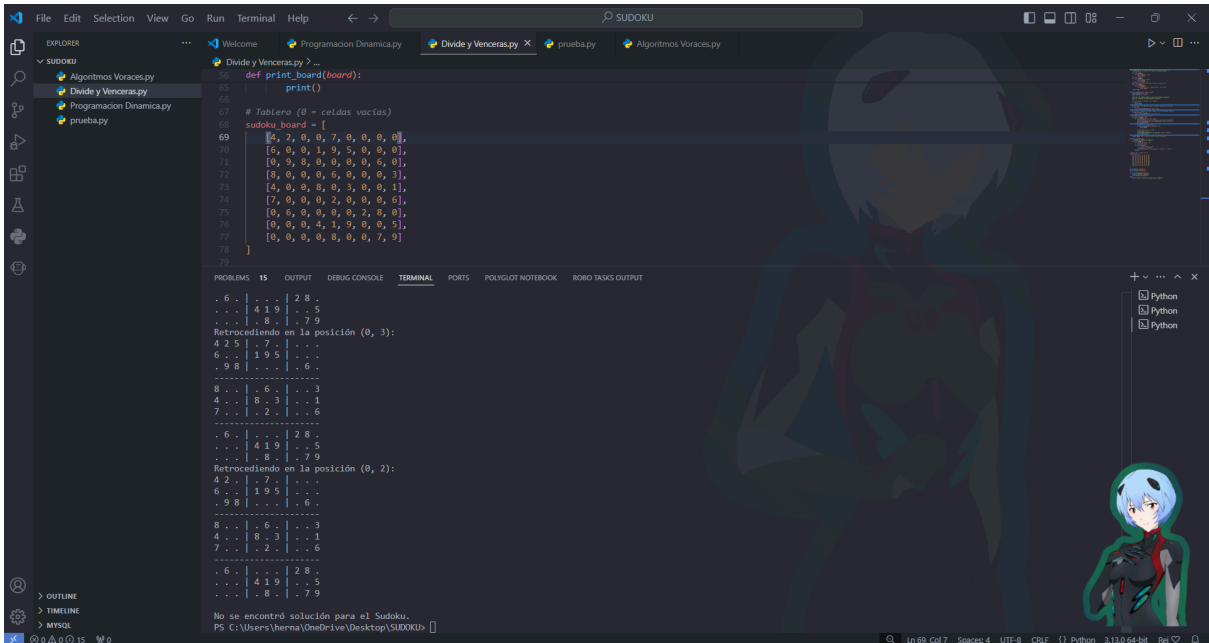 File Edit Selection View Go Run Terminal Help
SUDOKU
EXPLORER
Welcome
Programacion Dinamica.py
Divide y Venceras.py
prueba.py
Algoritmos Voraces.py
SUDOKU
Algoritmos Voraces.py
Divide y Venceras.py
Programacion Dinamica.py
prueba.py
Divide y Venceras.py > ...
56 def print_board(board):
65 print()
66
67 # Tablero (0 = celdas vacías)
68 sudoku_board = [
69 [4, 2, 0, 0, 7, 0, 0, 0, 0],
70 [6, 0, 0, 1, 9, 5, 0, 0, 0],
71 [0, 9, 8, 0, 0, 0, 0, 6, 0],
72 [8, 0, 0, 0, 6, 0, 0, 0, 3],
73 [4, 0, 0, 8, 0, 3, 0, 0, 1],
74 [7, 0, 0, 0, 2, 0, 0, 0, 6],
75 [0, 6, 0, 0, 0, 0, 2, 8, 0],
76 [0, 0, 0, 4, 1, 9, 0, 0, 5],
77 [0, 0, 0, 0, 8, 0, 0, 7, 9]
78 ]
79
PROBLEMS 15 OUTPUT DEBUG CONSOLE TERMINAL PORTS POLYGLOT NOTEBOOK ROBO TASKS OUTPUT
. 6 . | . . . | 2 8 .
. . . | 4 1 9 | . . 5
. . . | . 8 . | . 7 9
Retrocediendo en la posición (0, 3):
4 2 5 | . 7 . | . . .
6 . . | 1 9 5 | . . .
. 9 8 | . . . | . 6 .
---------------------
8 . . | . 6 . | . . 3
4 . . | 8 . 3 | . . 1
7 . . | . 2 . | . . 6
---------------------
. 6 . | . . . | 2 8 .
. . . | 4 1 9 | . . 5
. . . | . 8 . | . 7 9
Retrocediendo en la posición (0, 2):
4 2 . | . 7 . | . . .
6 . . | 1 9 5 | . . .
. 9 8 | . . . | . 6 .
---------------------
8 . . | . 6 . | . . 3
4 . . | 8 . 3 | . . 1
7 . . | . 2 . | . . 6
---------------------
. 6 . | . . . | 2 8 .
. . . | 4 1 9 | . . 5
. . . | . 8 . | . 7 9
No se encontró solución para el Sudoku.
PS C:\Users\herna\OneDrive\Desktop\SUDOKU>
Python
Python
Python
OUTLINE
TIMELINE
MYSQL
0 0 15 0
Ln 69, Col 7 Spaces: 4 UTF-8 CRLF {} Python 3.13.0 64-bit Rei